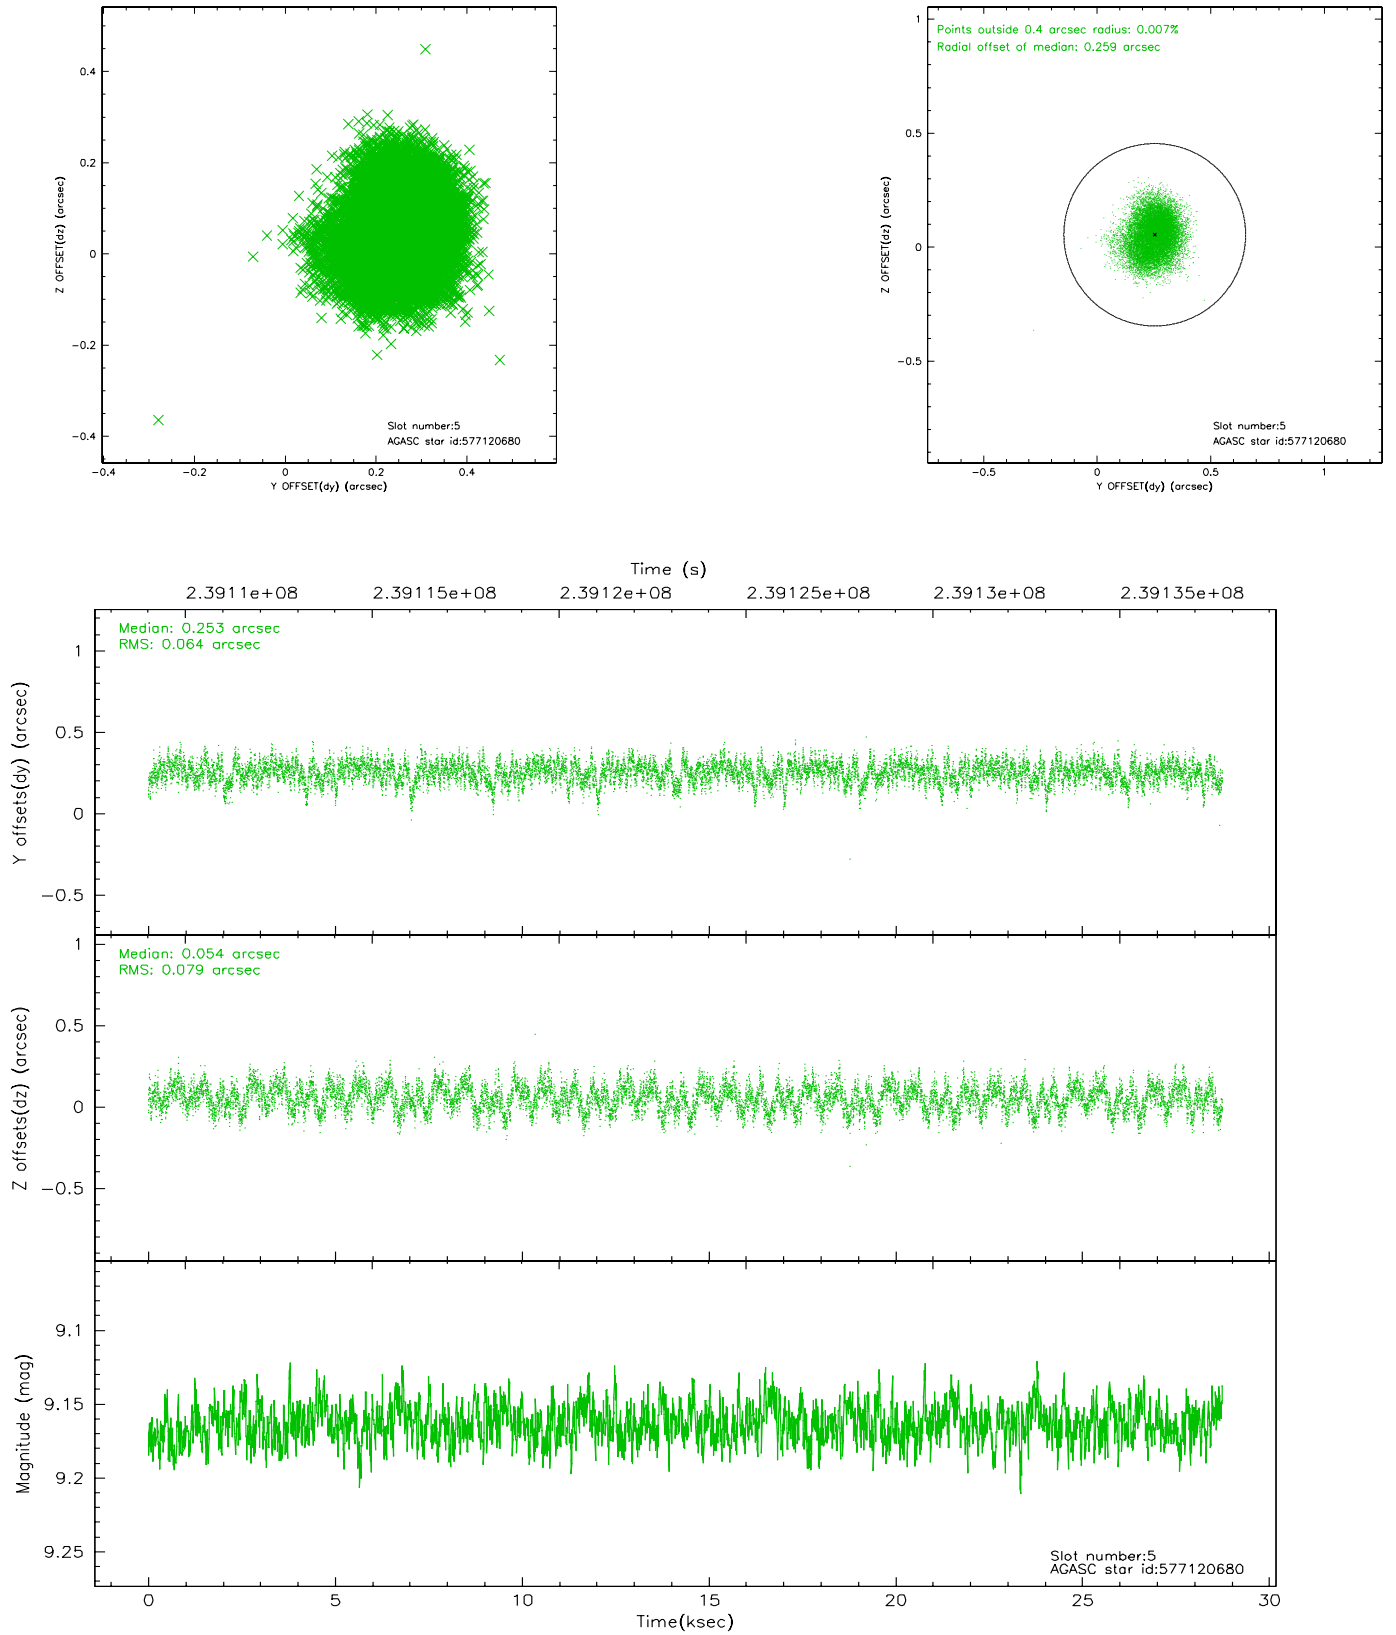 0.4
0.2
0
−0.2
−0.4
Z OFFSET(dz) (arcsec)
Slot number:5
AGASC star id:577120680
−0.4 −0.2 0 0.2 0.4
Y OFFSET(dy) (arcsec)
Points outside 0.4 arcsec radius: 0.007%
Radial offset of median: 0.259 arcsec
1
0.5
0
−0.5
Z OFFSET(dz) (arcsec)
Slot number:5
AGASC star id:577120680
−0.5 0 0.5 1
Y OFFSET(dy) (arcsec)
Time (s)
2.3911e+08 2.39115e+08 2.3912e+08 2.39125e+08 2.3913e+08 2.39135e+08
Median: 0.253 arcsec
RMS: 0.064 arcsec
1
0.5
0
−0.5
Y offsets(dy) (arcsec)
Median: 0.054 arcsec
RMS: 0.079 arcsec
1
0.5
0
−0.5
Z offsets(dz) (arcsec)
9.1
9.15
9.2
9.25
Magnitude (mag)
Slot number:5
AGASC star id:577120680
0 5 10 15 20 25 30
Time(ksec)